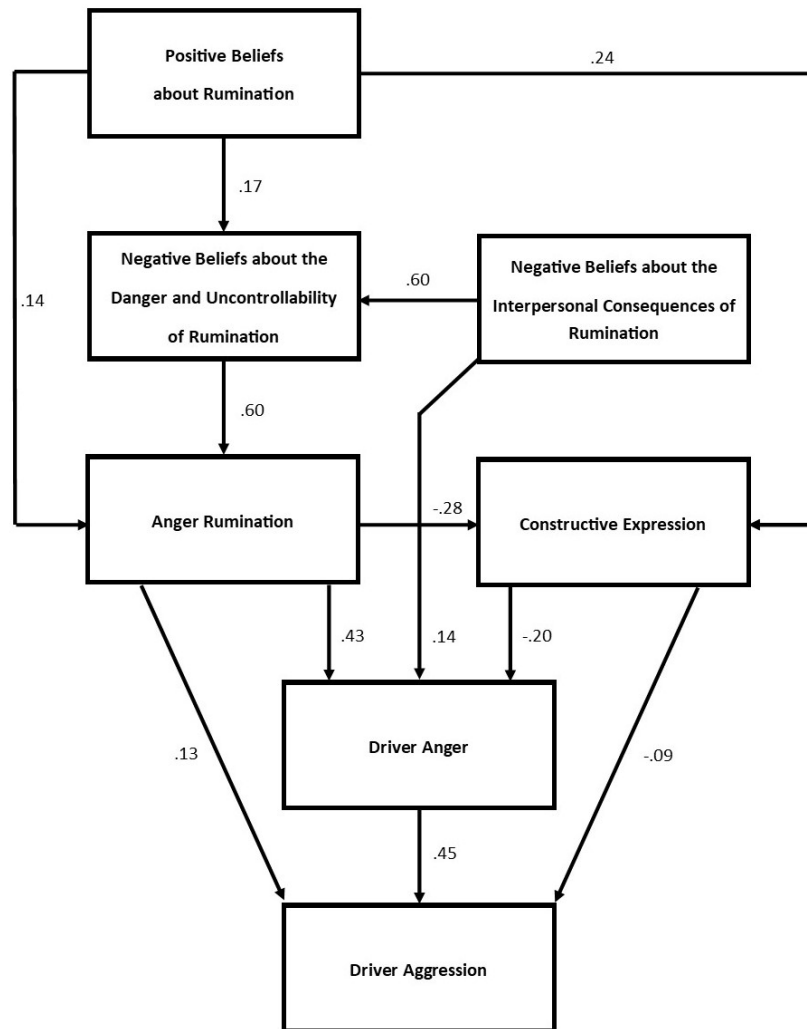 Positive Beliefs
about Rumination
.24
.17
Negative Beliefs about the
Danger and Uncontrollability
of Rumination
.60
Negative Beliefs about the
Interpersonal Consequences of
Rumination
.14
.60
Anger Rumination
-.28
Constructive Expression
.43
.14
-.20
.13
Driver Anger
-.09
.45
Driver Aggression